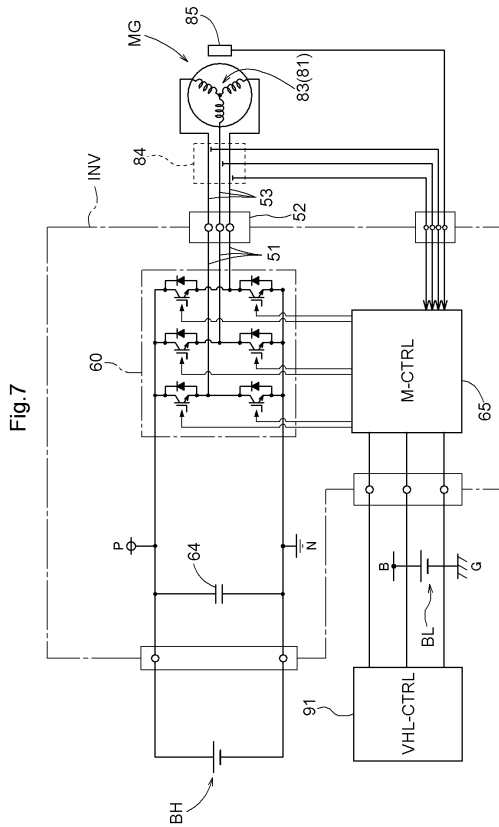 Fig.7
INV
MG
85
84
83(81)
60
53
52
51
P
64
N
M-CTRL
65
BH
B
BL
G
91
VHL-CTRL